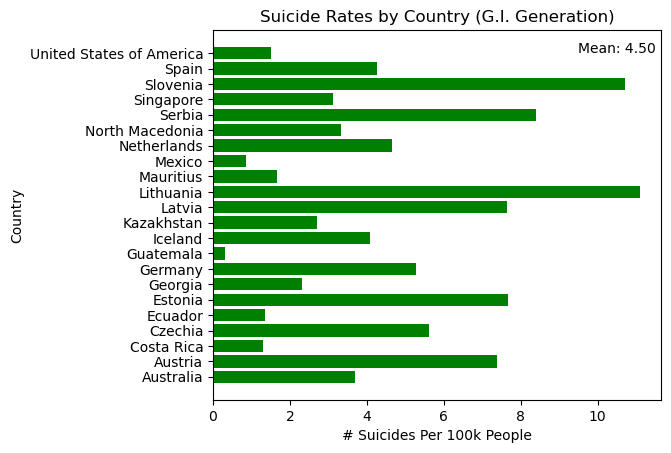 Suicide Rates by Country (G.I. Generation)
Mean: 4.50
United States of America
Spain
Slovenia
Singapore
Serbia
North Macedonia
Netherlands
Mexico
Mauritius
Lithuania
Latvia
Kazakhstan
Iceland
Guatemala
Germany
Georgia
Estonia
Ecuador
Czechia
Costa Rica
Austria
Australia
Country
0 2 4 6 8 10
# Suicides Per 100k People